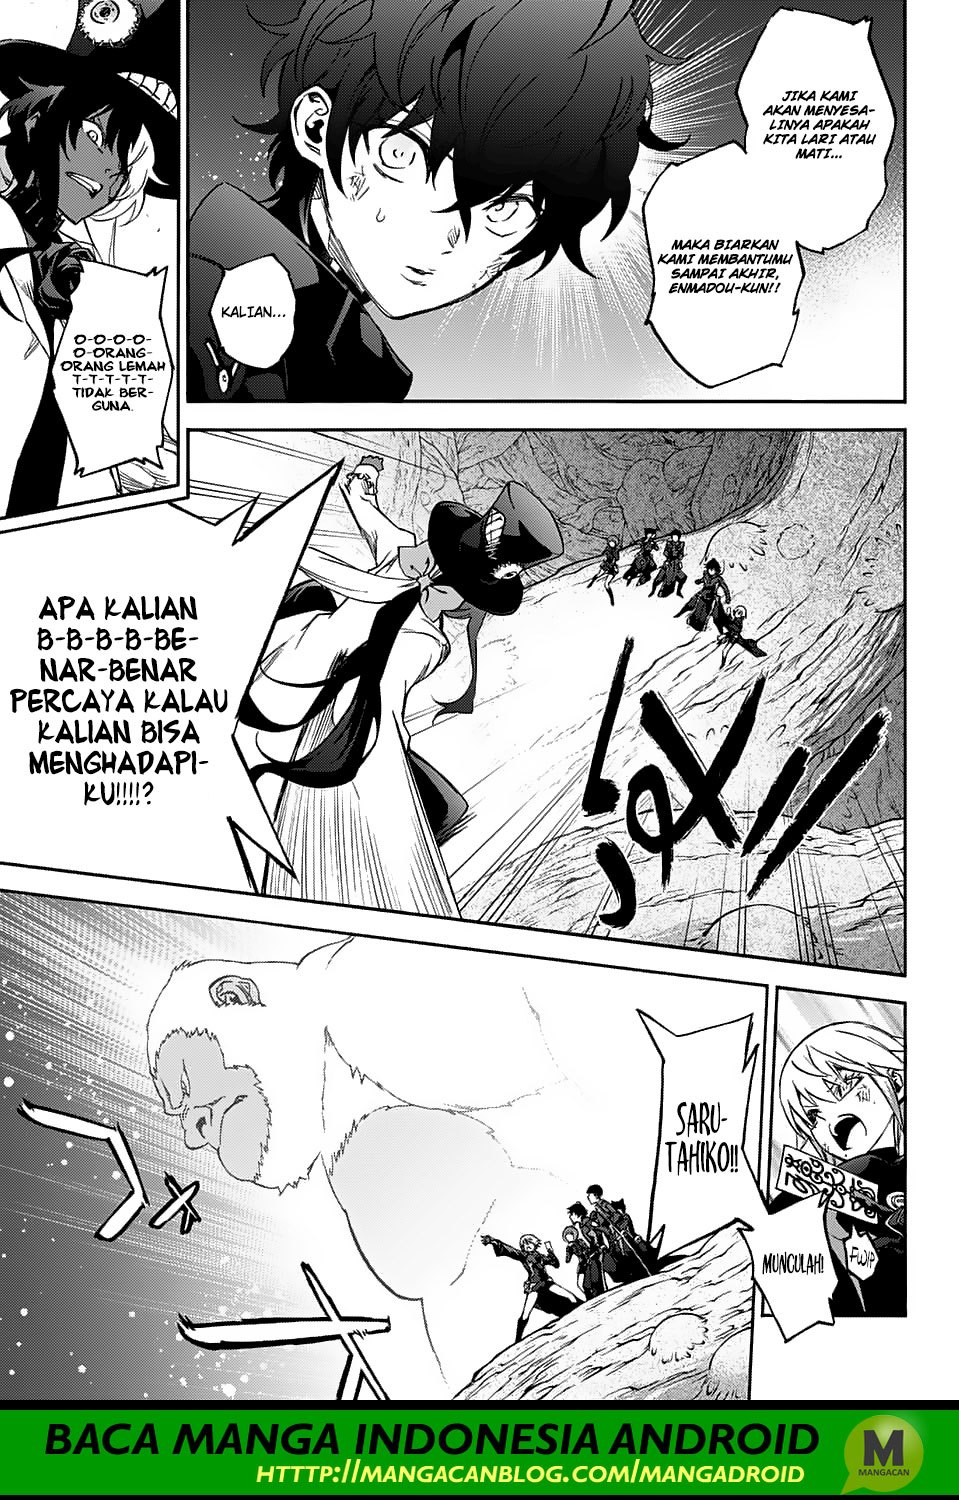 JIKA KAMI
AKAN MENYESA-
LINYA APAKAH
KITA LARI ATAU
MATI...
MAKA BIARKAN
KAMI MEMBANTUMU
SAMPAI AKHIR,
ENMADOU-KUN!!
KALIAN...
O-O-O-O-
O-ORANG-
ORANG LEMAH
T-T-T-T-T-
TIDAK BER-
GUNA.
APA KALIAN
B-B-B-B-BE-
NAR-BENAR
PERCAYA KALAU
KALIAN BISA
MENGHADAPI-
KU!!!!?
SARU-
TAHIKO!!
MUNCULAH!
FWIP
BACA MANGA INDONESIA ANDROID
HTTTP://MANGACANBLOG.COM/MANGADROID
M
MANGACAN